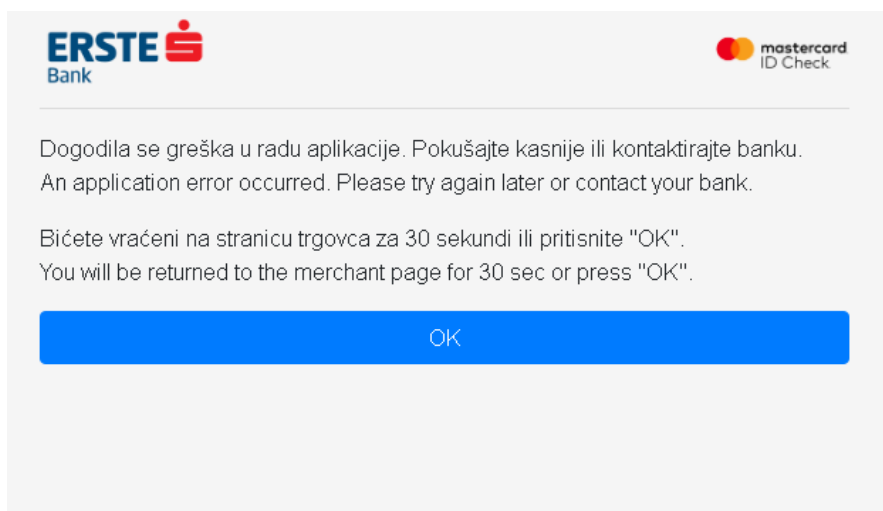 ERSTE
Bank
mastercard
ID Check
Dogodila se greška u radu aplikacije. Pokušajte kasnije ili kontaktirajte banku.
An application error occurred. Please try again later or contact your bank.
Bićete vraćeni na stranicu trgovca za 30 sekundi ili pritisnite "OK".
You will be returned to the merchant page for 30 sec or press "OK".
OK